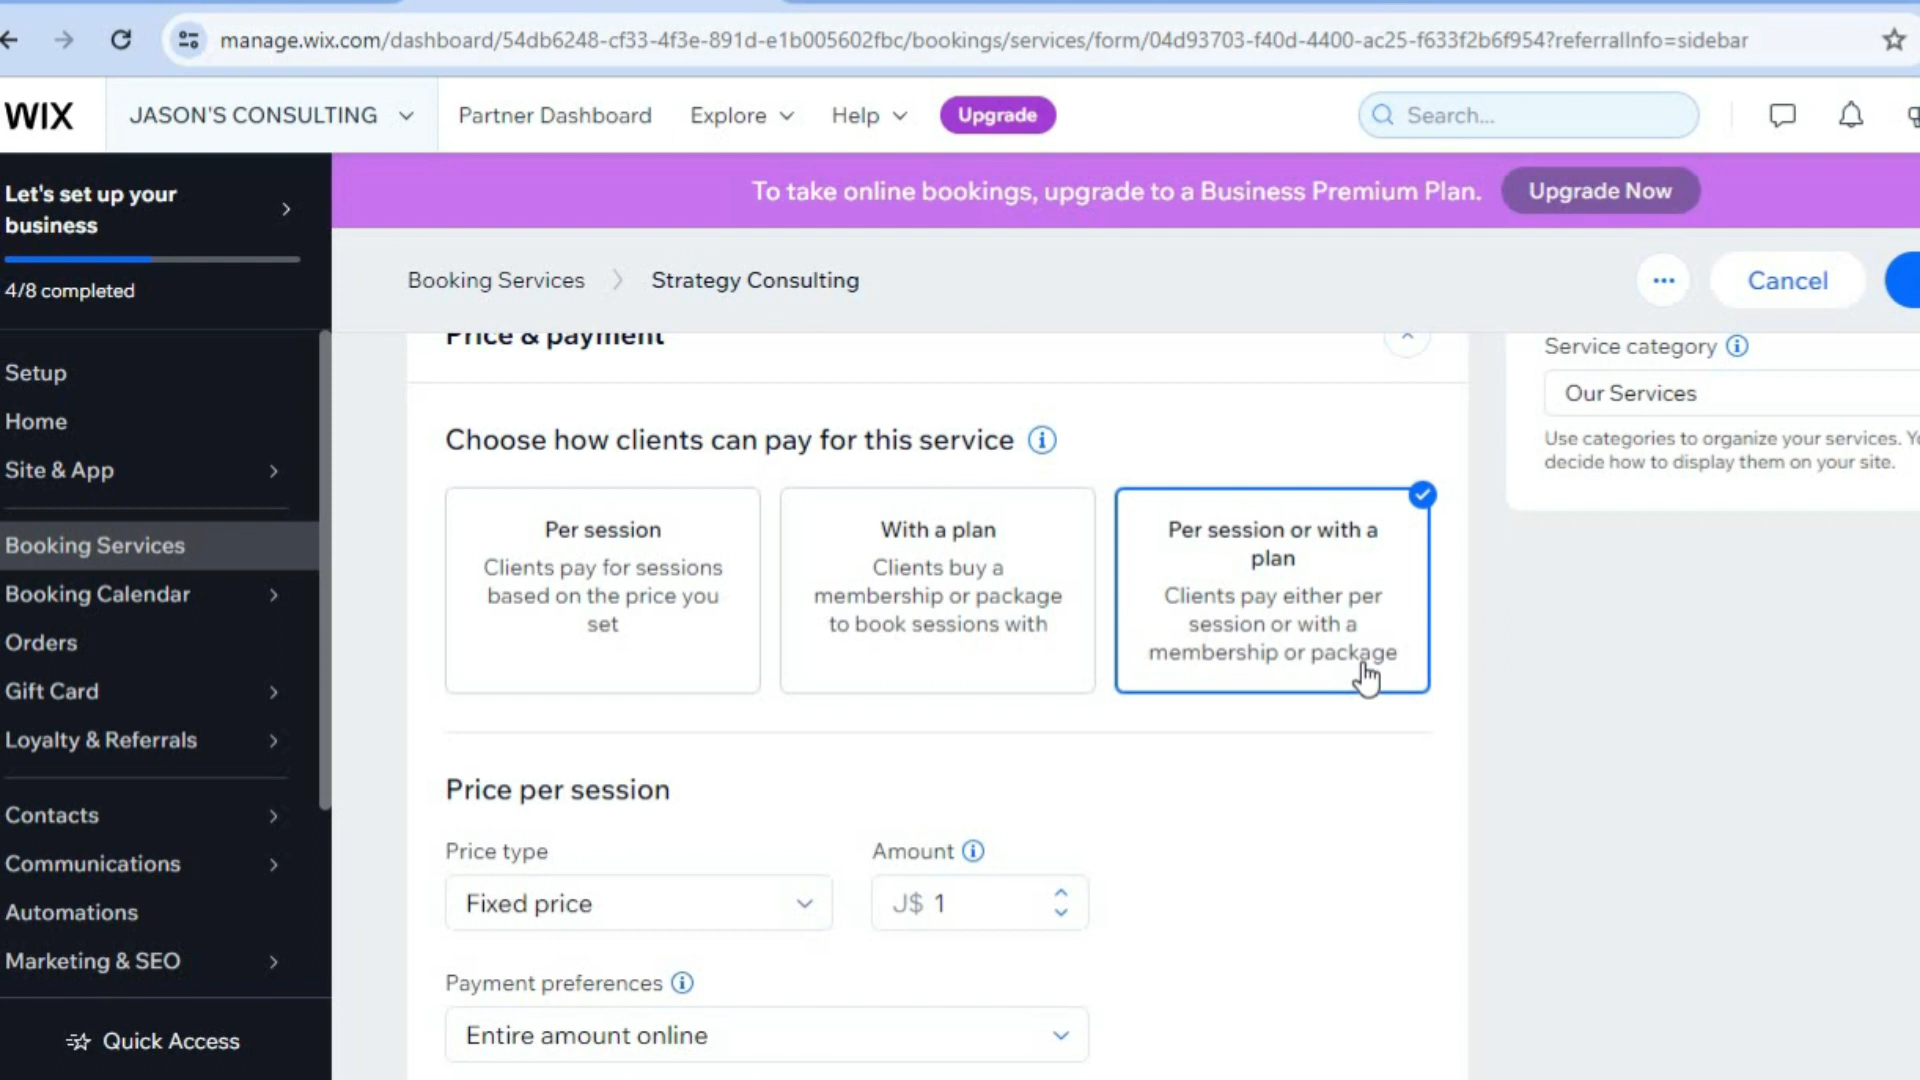 manage.wix.com/dashboard/54db6248-cf33-4f3e-891d-e1b005602fbc/bookings/services/form/04d93703-f40d-4400-ac25-f633f2b6f954?referralInfo=sidebar
WIX
JASON'S CONSULTING
Partner Dashboard
Explore
Help
Upgrade
Search...
Let's set up your
business
4/8 completed
To take online bookings, upgrade to a Business Premium Plan.
Upgrade Now
Booking Services
Strategy Consulting
Cancel
Setup
Home
Site & App
Booking Services
Booking Calendar
Orders
Gift Card
Loyalty & Referrals
Contacts
Communications
Automations
Marketing & SEO
Quick Access
Price & payment
Choose how clients can pay for this service
Per session
Clients pay for sessions
based on the price you
set
With a plan
Clients buy a
membership or package
to book sessions with
Per session or with a
plan
Clients pay either per
session or with a
membership or package
Price per session
Price type
Fixed price
Amount
J$ 1
Payment preferences
Entire amount online
Service category
Our Services
Use categories to organize your services.
decide how to display them on your site.